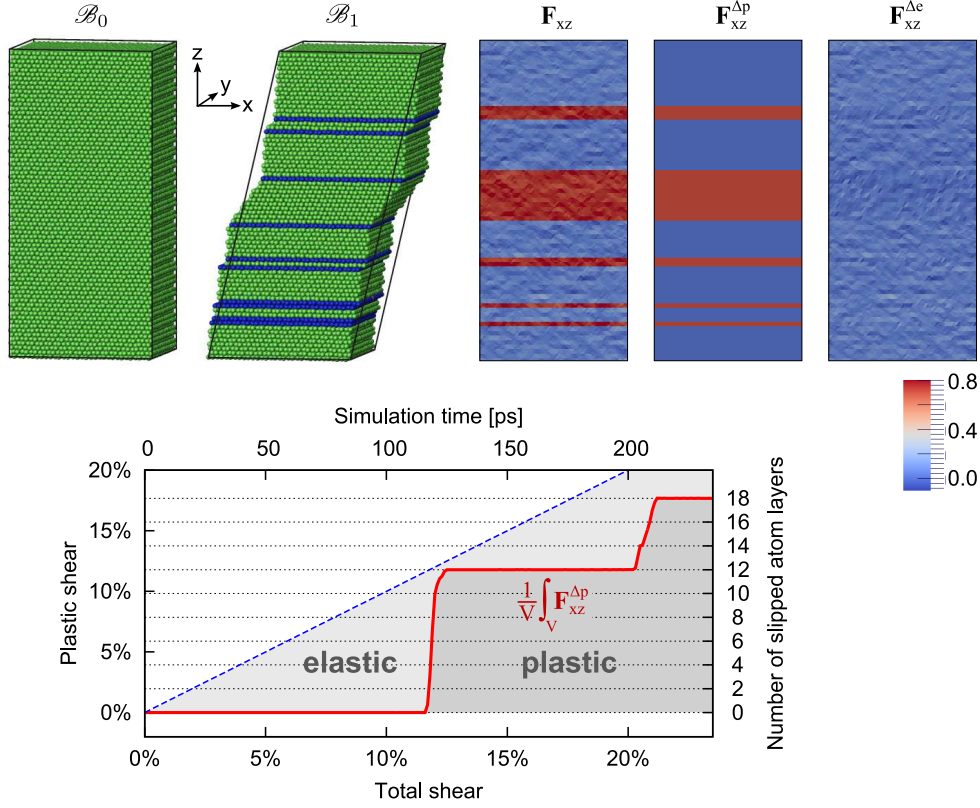 ℬ₀ ℬ₁ F_xz F_xz^Δp F_xz^Δe
z
y
x
0.8
0.4
0.0
Simulation time [ps]
0 50 100 150 200
20%
15%
10%
5%
0%
Plastic shear
18
16
14
12
10
8
6
4
2
0
Number of slipped atom layers
1/V ∫_V F_xz^Δp
elastic plastic
0% 5% 10% 15% 20%
Total shear